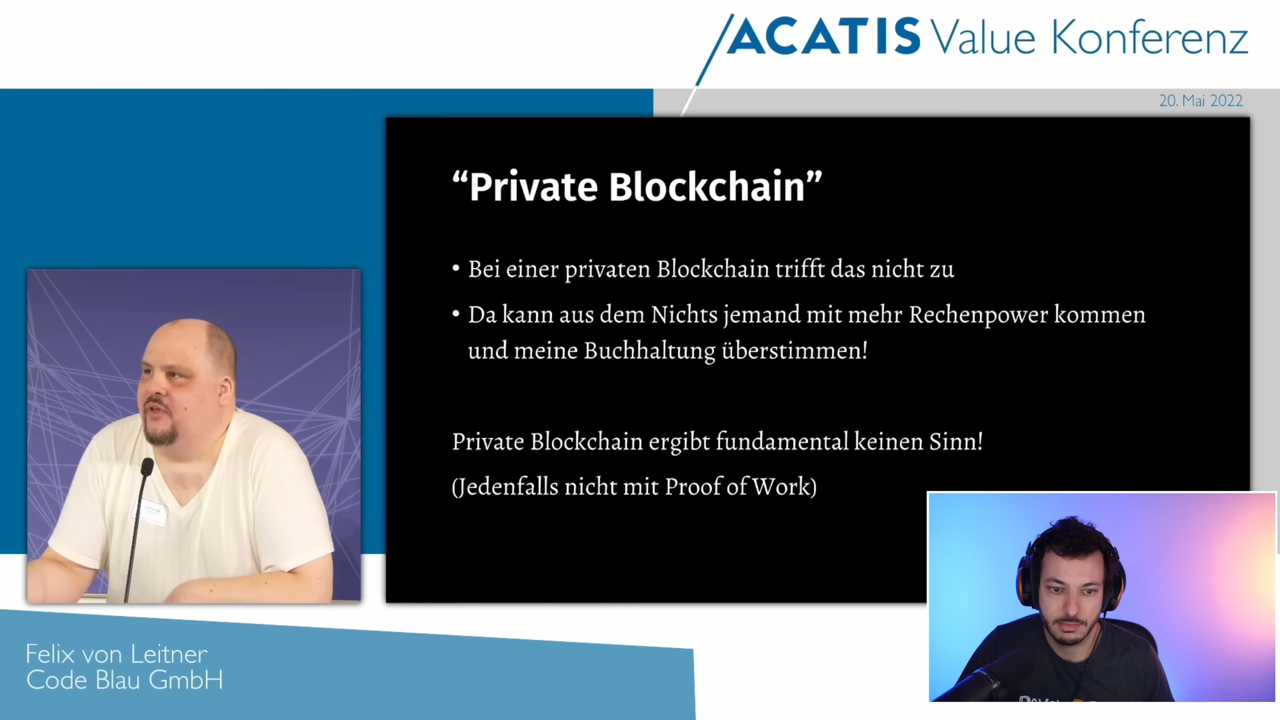 ACATIS Value Konferenz
20. Mai 2022
“Private Blockchain”
• Bei einer privaten Blockchain trifft das nicht zu
• Da kann aus dem Nichts jemand mit mehr Rechenpower kommen
und meine Buchhaltung überstimmen!
Private Blockchain ergibt fundamental keinen Sinn!
(Jedenfalls nicht mit Proof of Work)
Felix von Leitner
Code Blau GmbH